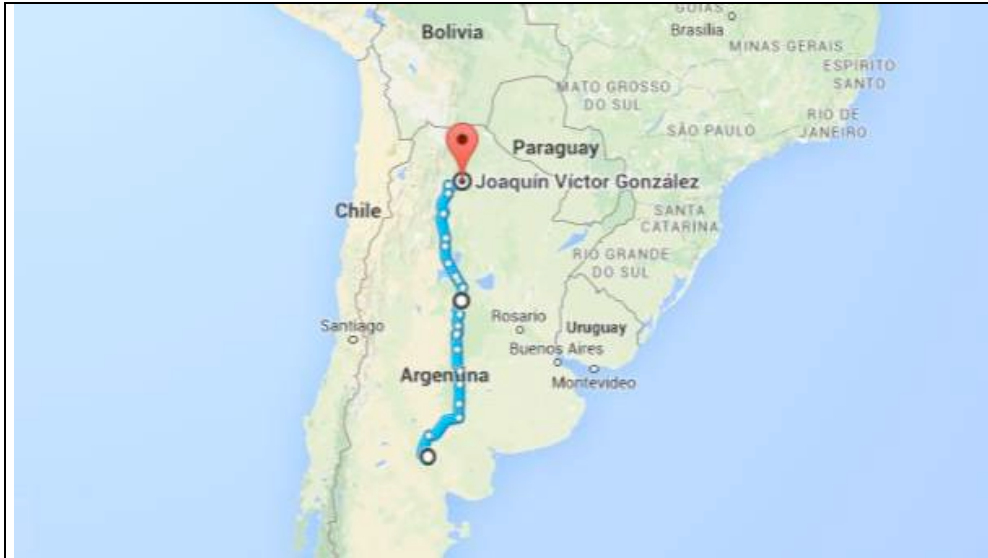 GOIÁS
Brasilia
Bolivia
MINAS GERAIS
ESPÍRITO
SANTO
MATO GROSSO
DO SUL
RIO DE
JANEIRO
SÃO PAULO
Paraguay
Joaquín Víctor González
Chile
SANTA
CATARINA
RIO GRANDE
DO SUL
Rosario
Santiago
Uruguay
Buenos Aires
Argentina
Montevideo